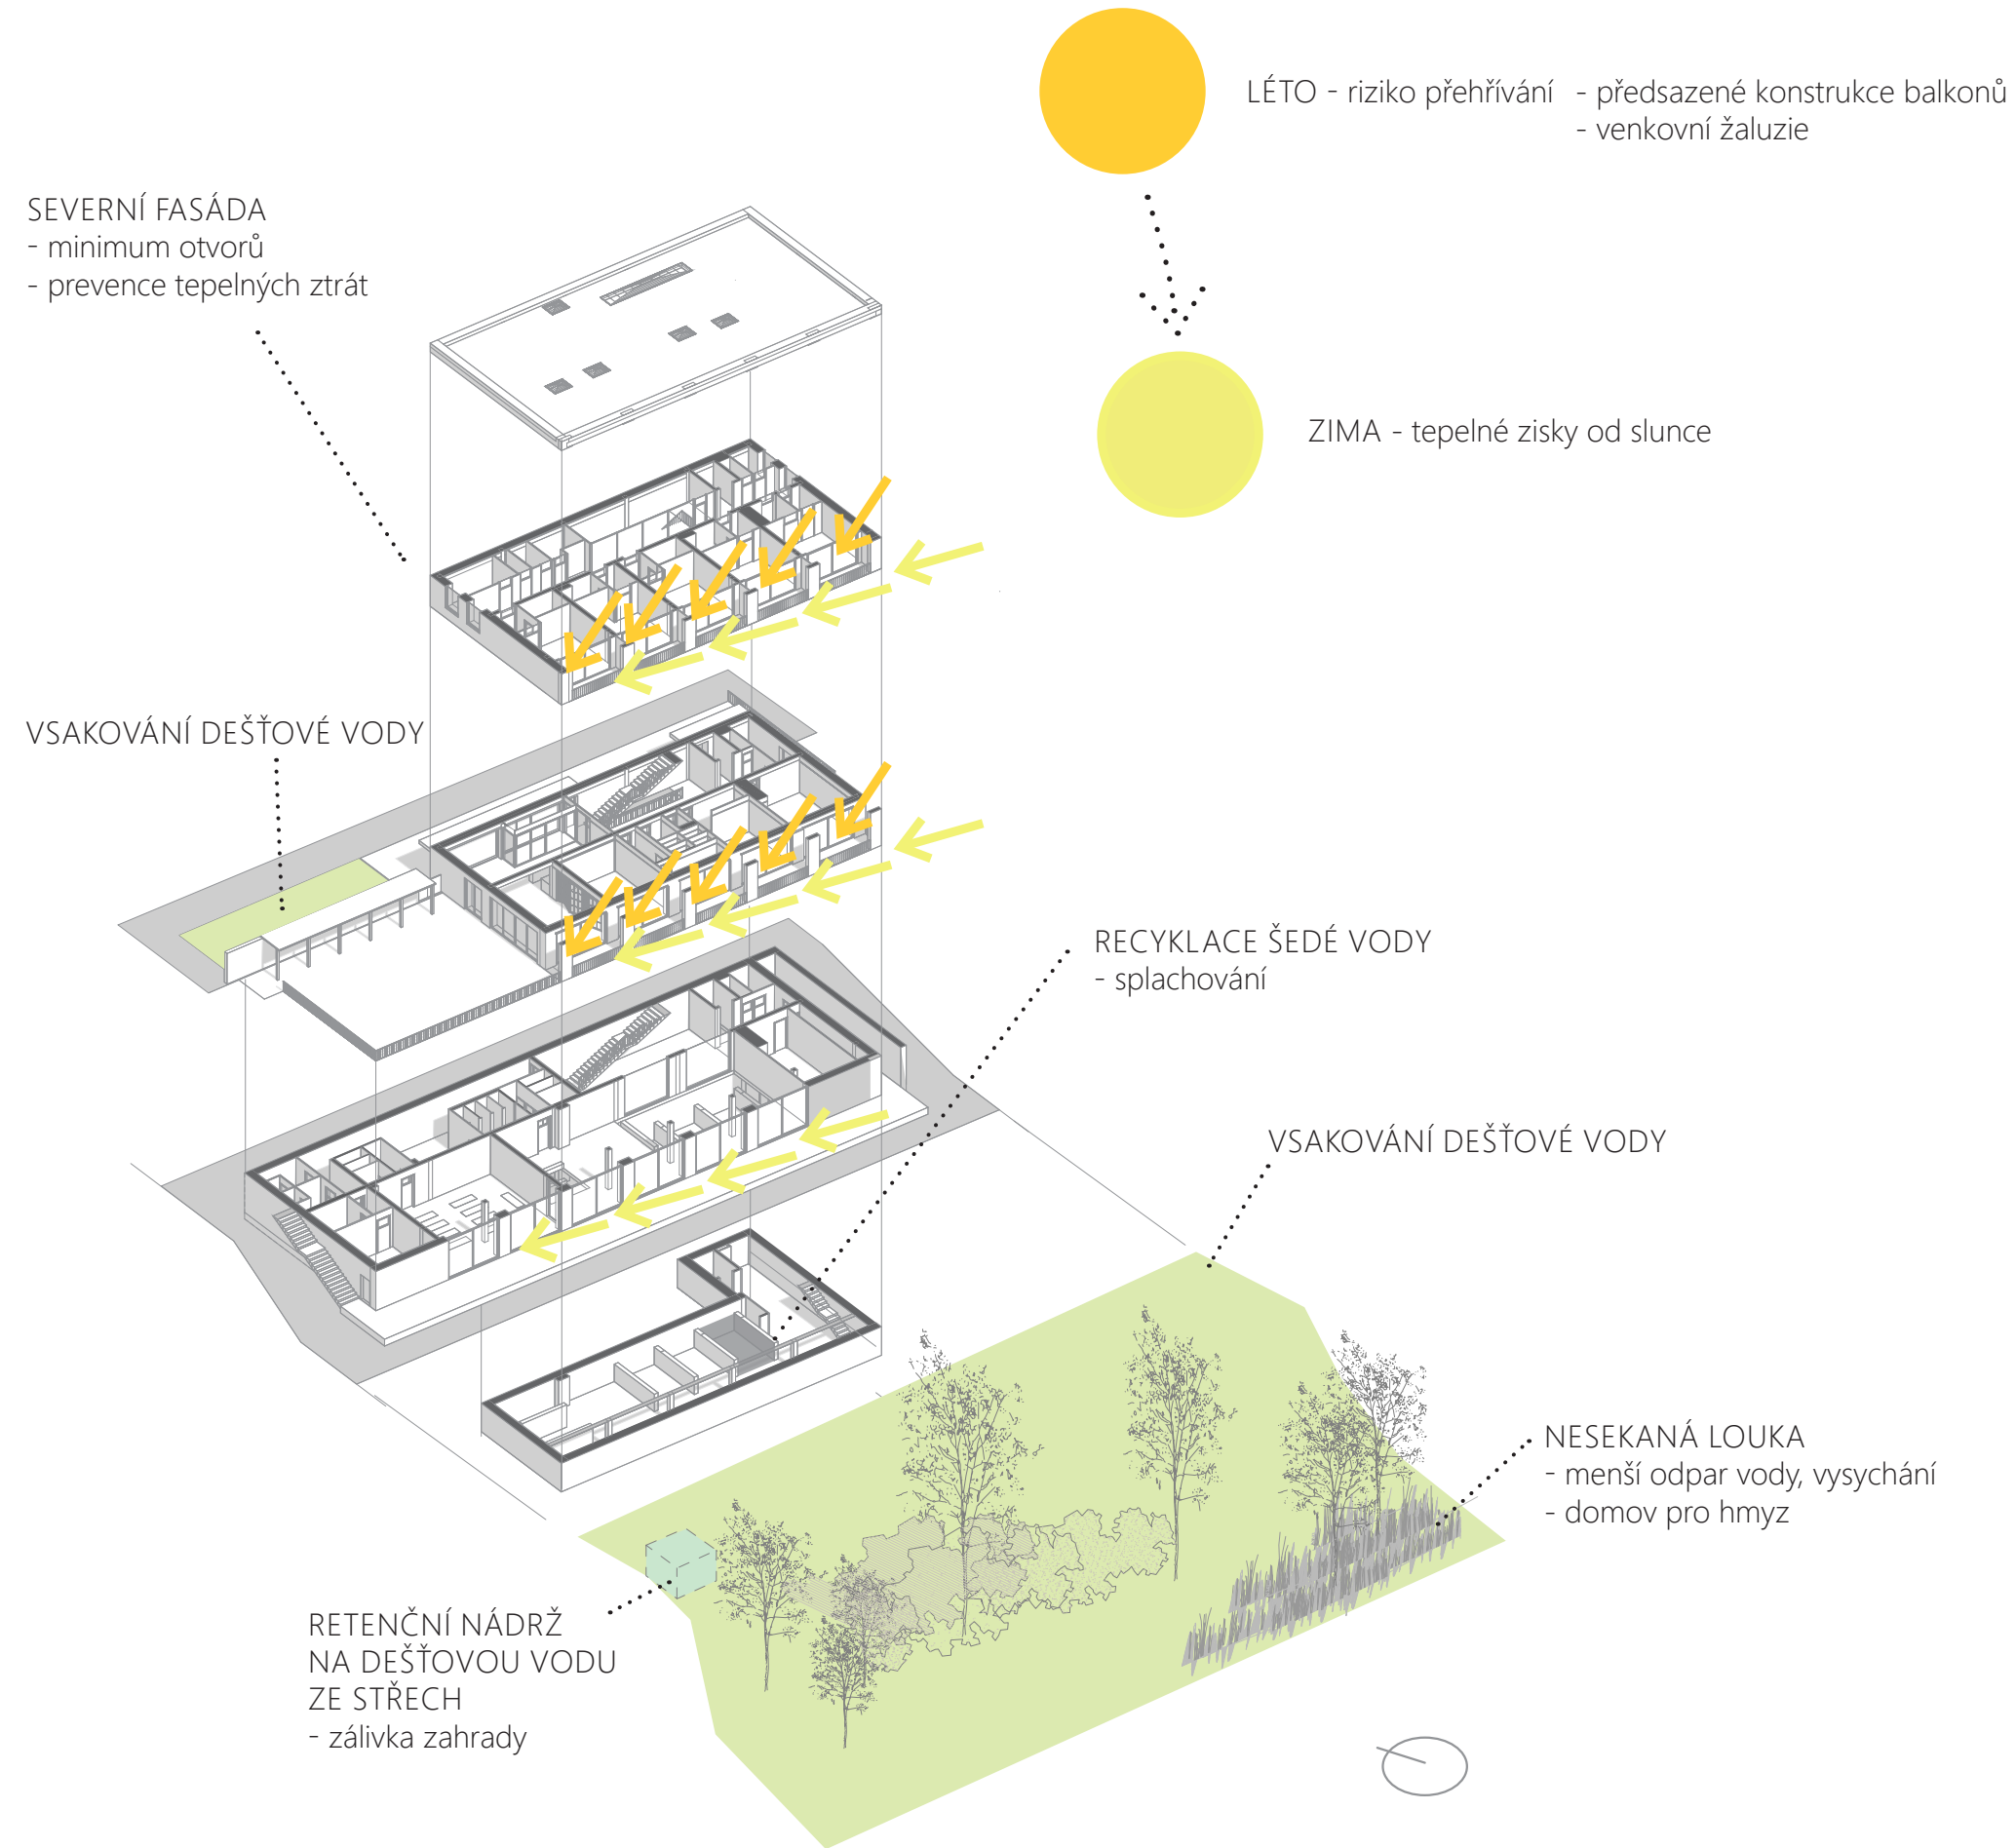 LÉTO - riziko přehřívání - předsazené konstrukce balkonů
- venkovní žaluzie
SEVERNÍ FASÁDA
- minimum otvorů
- prevence tepelných ztrát
ZIMA - tepelné zisky od slunce
VSAKOVÁNÍ DEŠŤOVÉ VODY
RECYKLACE ŠEDÉ VODY
- splachování
VSAKOVÁNÍ DEŠŤOVÉ VODY
NESEKANÁ LOUKA
- menší odpar vody, vysychání
- domov pro hmyz
RETENČNÍ NÁDRŽ
NA DEŠŤOVOU VODU
ZE STŘECH
- zálivka zahrady